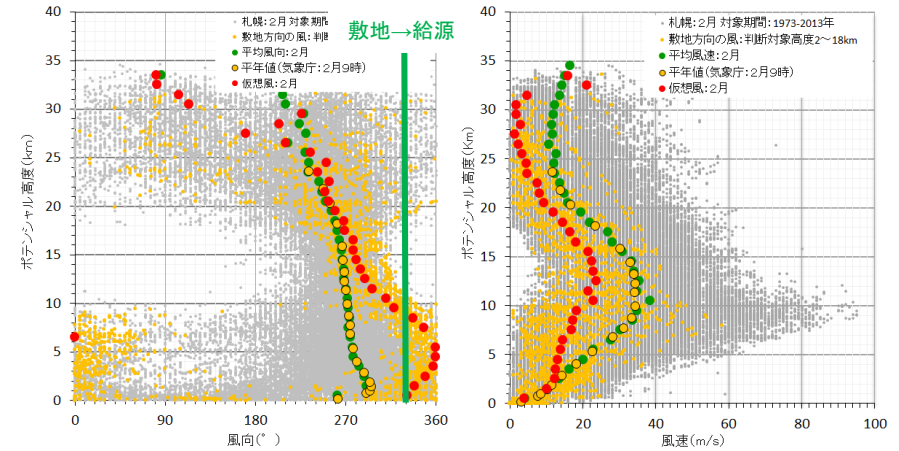 札幌:2月 対象期間
敷地方向の風:判断
平均風向:2月
平年値(気象庁:2月9時)
仮想風:2月
敷地→給源
40
35
30
25
20
15
10
5
0
ポテンシャル高度(km)
0 90 180 270 360
風向(°)
札幌:2月 対象期間:1973-2013年
敷地方向の風:判断対象高度2～18km
平均風速:2月
平年値(気象庁:2月9時)
仮想風:2月
40
35
30
25
20
15
10
5
0
ポテンシャル高度(Km)
0 20 40 60 80 100
風速(m/s)